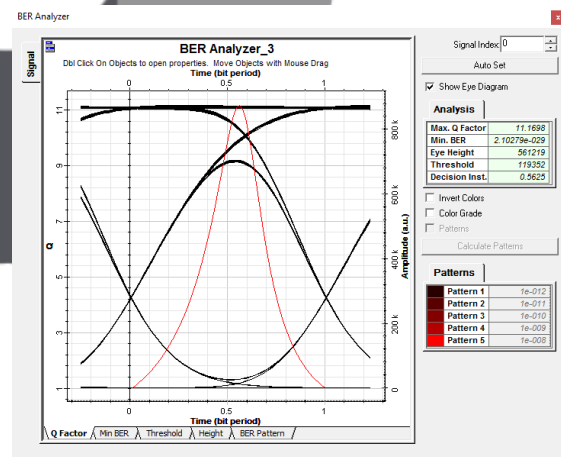 BER Analyzer
x
Signal
BER Analyzer_3
Dbl Click On Objects to open properties. Move Objects with Mouse Drag
Time (bit period)
0 0.5 1
Q
11
9
7
5
3
1
Amplitude (a.u.)
800 k
600 k
400 k
200 k
0
0 0.5 1
Time (bit period)
Q Factor Min BER Threshold Height BER Pattern
Signal Index: 0
Auto Set
Show Eye Diagram
Analysis
Max. Q Factor 11.1698
Min. BER 2.10279e-029
Eye Height 561219
Threshold 119352
Decision Inst. 0.5625
Invert Colors
Color Grade
Patterns
Calculate Patterns
Patterns
Pattern 1 1e-012
Pattern 2 1e-011
Pattern 3 1e-010
Pattern 4 1e-009
Pattern 5 1e-008